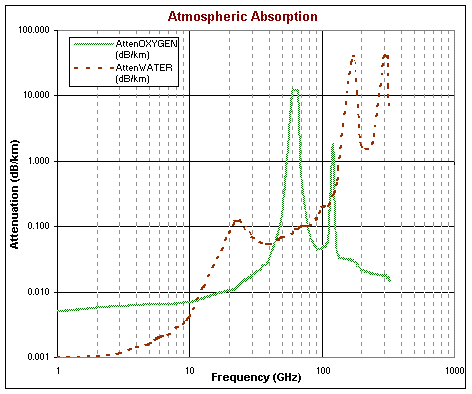 Atmospheric Absorption
100.000
10.000
1.000
0.100
0.010
0.001
Attenuation (dB/km)
AttenOXYGEN
(dB/km)
AttenWATER
(dB/km)
1
10
100
1000
Frequency (GHz)